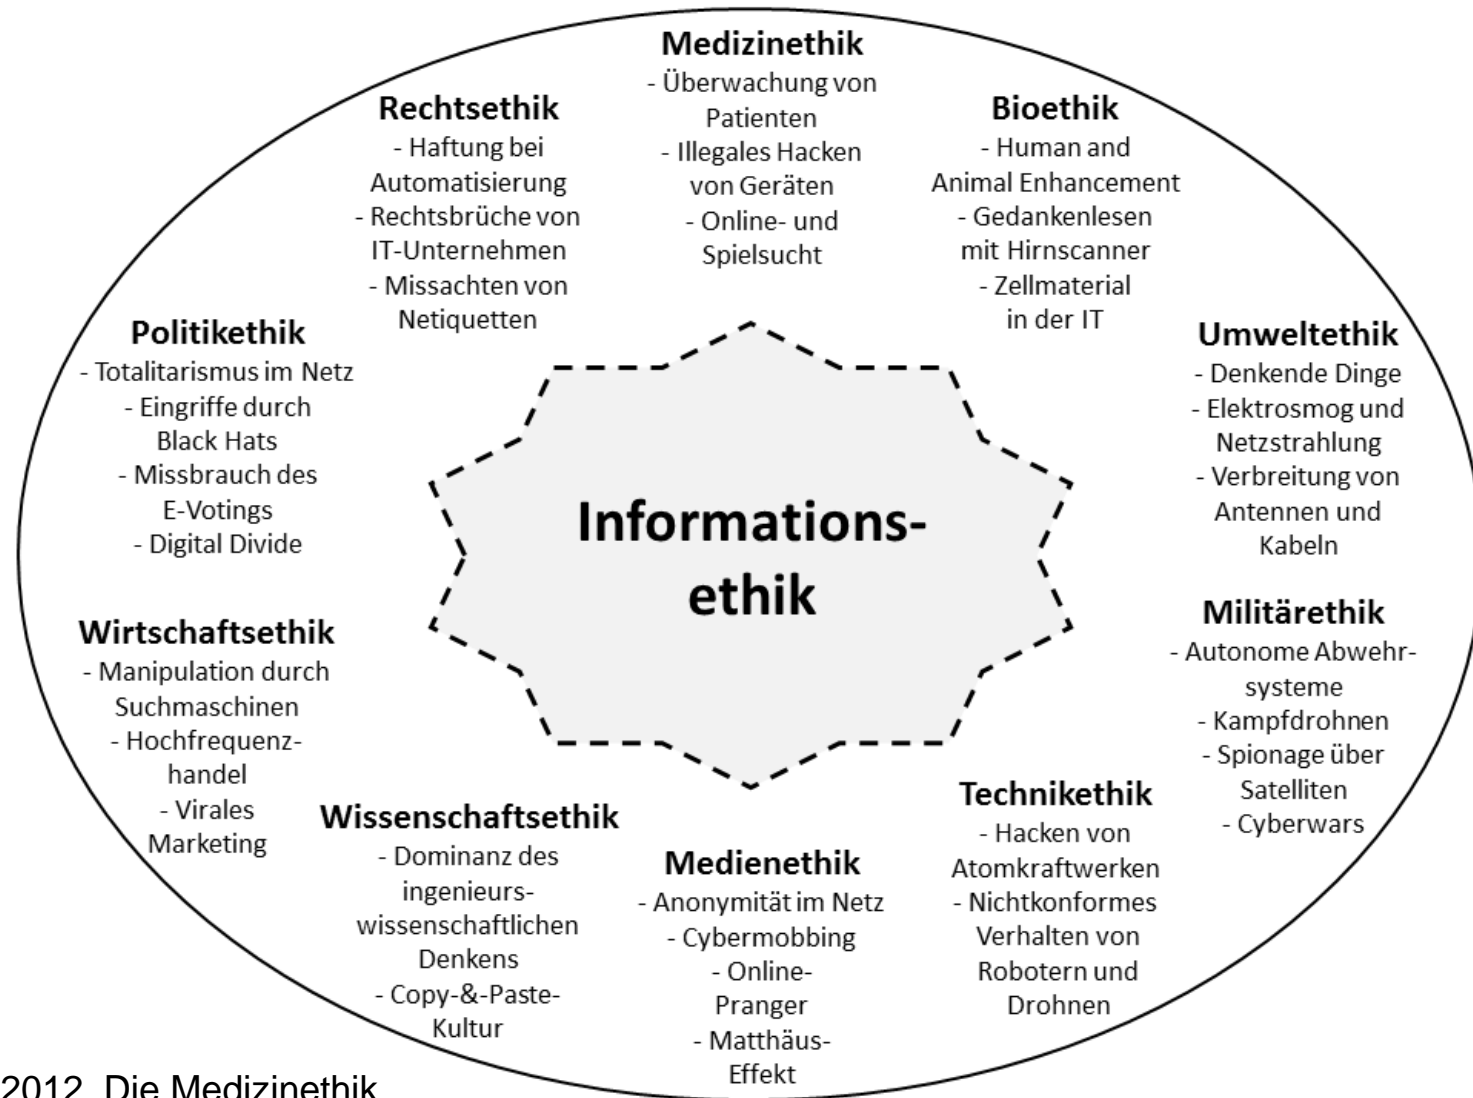 Medizinethik
- Überwachung von
Patienten
- Illegales Hacken
von Geräten
- Online- und
Spielsucht
Bioethik
- Human and
Animal Enhancement
- Gedankenlesen
mit Hirnscanner
- Zellmaterial
in der IT
Umweltethik
- Denkende Dinge
- Elektrosmog und
Netzstrahlung
- Verbreitung von
Antennen und
Kabeln
Militärethik
- Autonome Abwehr-
systeme
- Kampfdrohnen
- Spionage über
Satelliten
- Cyberwars
Technikethik
- Hacken von
Atomkraftwerken
- Nichtkonformes
Verhalten von
Robotern und
Drohnen
Medienethik
- Anonymität im Netz
- Cybermobbing
- Online-
Pranger
- Matthäus-
Effekt
Wissenschaftsethik
- Dominanz des
ingenieurs-
wissenschaftlichen
Denkens
- Copy-&-Paste-
Kultur
Wirtschaftsethik
- Manipulation durch
Suchmaschinen
- Hochfrequenz-
handel
- Virales
Marketing
Politikethik
- Totalitarismus im Netz
- Eingriffe durch
Black Hats
- Missbrauch des
E-Votings
- Digital Divide
Rechtsethik
- Haftung bei
Automatisierung
- Rechtsbrüche von
IT-Unternehmen
- Missachten von
Netiquetten
Informations-
ethik
2012. Die Medizinethik